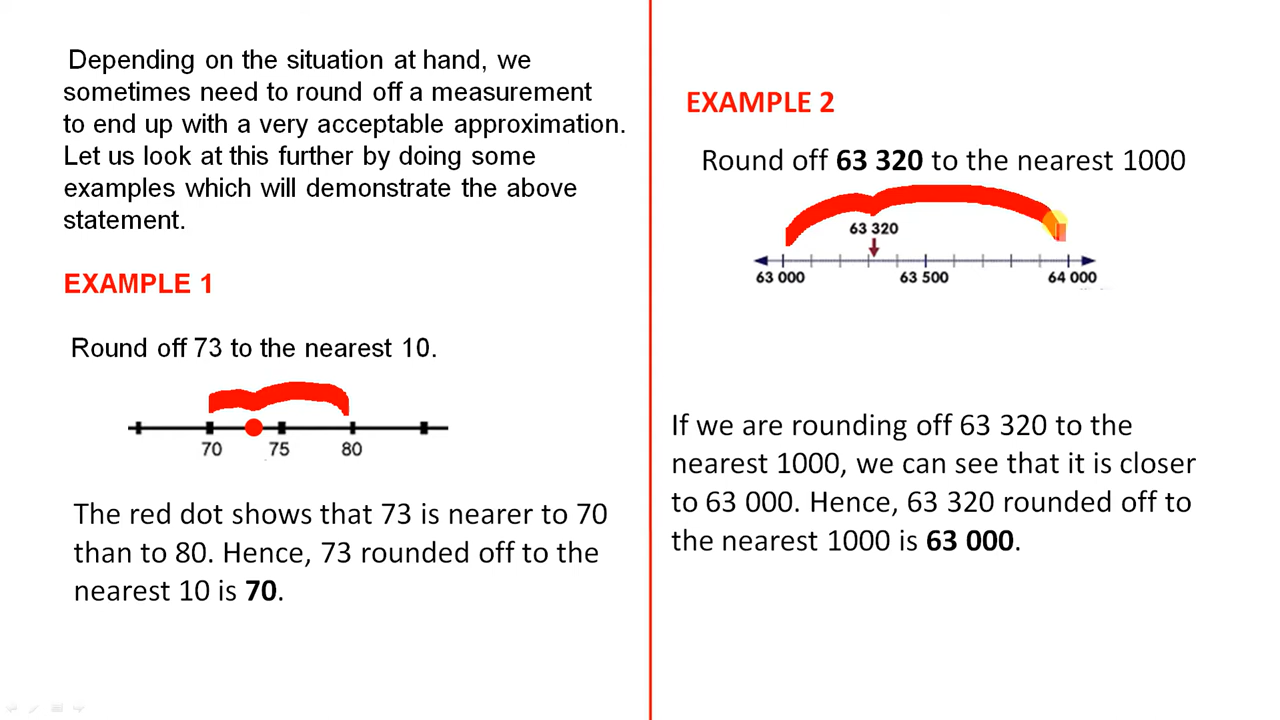 Depending on the situation at hand, we
sometimes need to round off a measurement
to end up with a very acceptable approximation.
Let us look at this further by doing some
examples which will demonstrate the above
statement.
EXAMPLE 1
Round off 73 to the nearest 10.
70 75 80
The red dot shows that 73 is nearer to 70
than to 80. Hence, 73 rounded off to the
nearest 10 is 70.
EXAMPLE 2
Round off 63 320 to the nearest 1000
63 320
63 000 63 500 64 000
If we are rounding off 63 320 to the
nearest 1000, we can see that it is closer
to 63 000. Hence, 63 320 rounded off to
the nearest 1000 is 63 000.